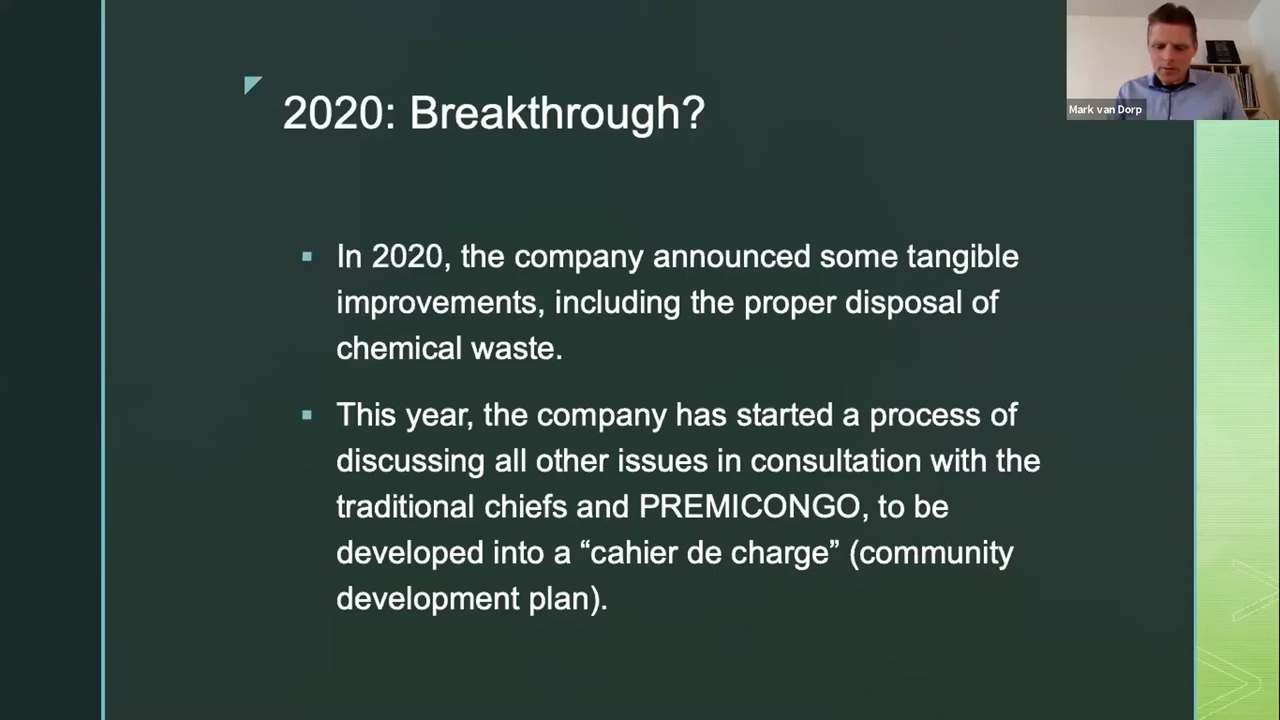 Mark van Dorp
2020: Breakthrough?
In 2020, the company announced some tangible
improvements, including the proper disposal of
chemical waste.
This year, the company has started a process of
discussing all other issues in consultation with the
traditional chiefs and PREMICONGO, to be
developed into a “cahier de charge” (community
development plan).